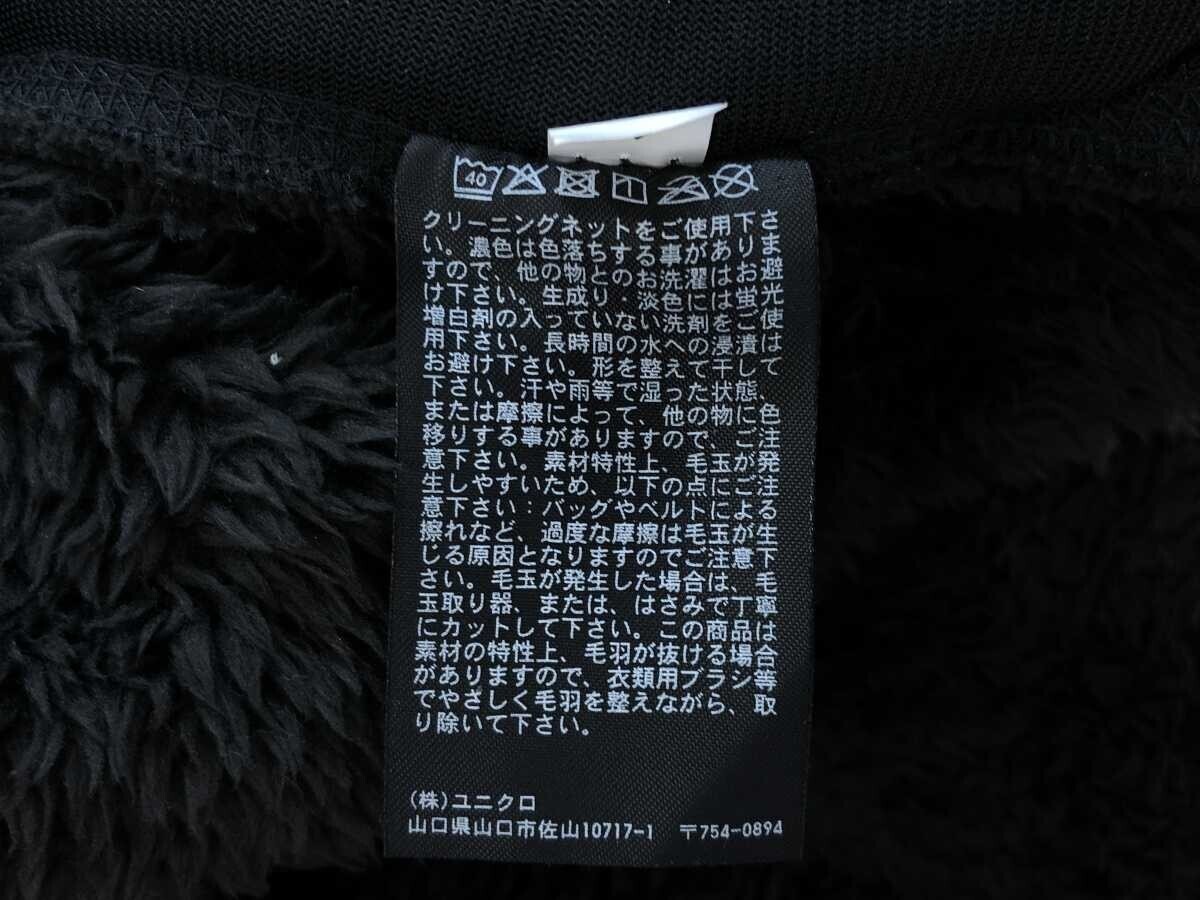 40
クリーニングネットをご使用下さ
い。濃色は色落ちする事がありま
すので、他の物とのお洗濯はお避
け下さい。生成り・淡色には蛍光
増白剤の入っていない洗剤をご使
用下さい。長時間の水への浸漬は
お避け下さい。形を整えて干して
下さい。汗や雨等で湿った状態、
または摩擦によって、他の物に色
移りする事がありますので、ご注
意下さい。素材特性上、毛玉が発
生しやすいため、以下の点にご注
意下さい：バッグやベルトによる
擦れなど、過度な摩擦は毛玉が生
じる原因となりますのでご注意下
さい。毛玉が発生した場合は、毛
玉取り器、または、はさみで丁寧
にカットして下さい。この商品は
素材の特性上、毛羽が抜ける場合
がありますので、衣類用ブラシ等
でやさしく毛羽を整えながら、取
り除いて下さい。
(株)ユニクロ
山口県山口市佐山10717-1 〒754-0894